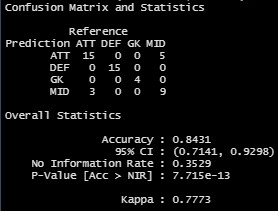 Confusion Matrix and Statistics
Reference
Prediction ATT DEF GK MID
ATT 15 0 0 5
DEF 0 15 0 0
GK 0 0 4 0
MID 3 0 0 9
Overall Statistics
Accuracy : 0.8431
95% CI : (0.7141, 0.9298)
No Information Rate : 0.3529
P-Value [Acc > NIR] : 7.715e-13
Kappa : 0.7773